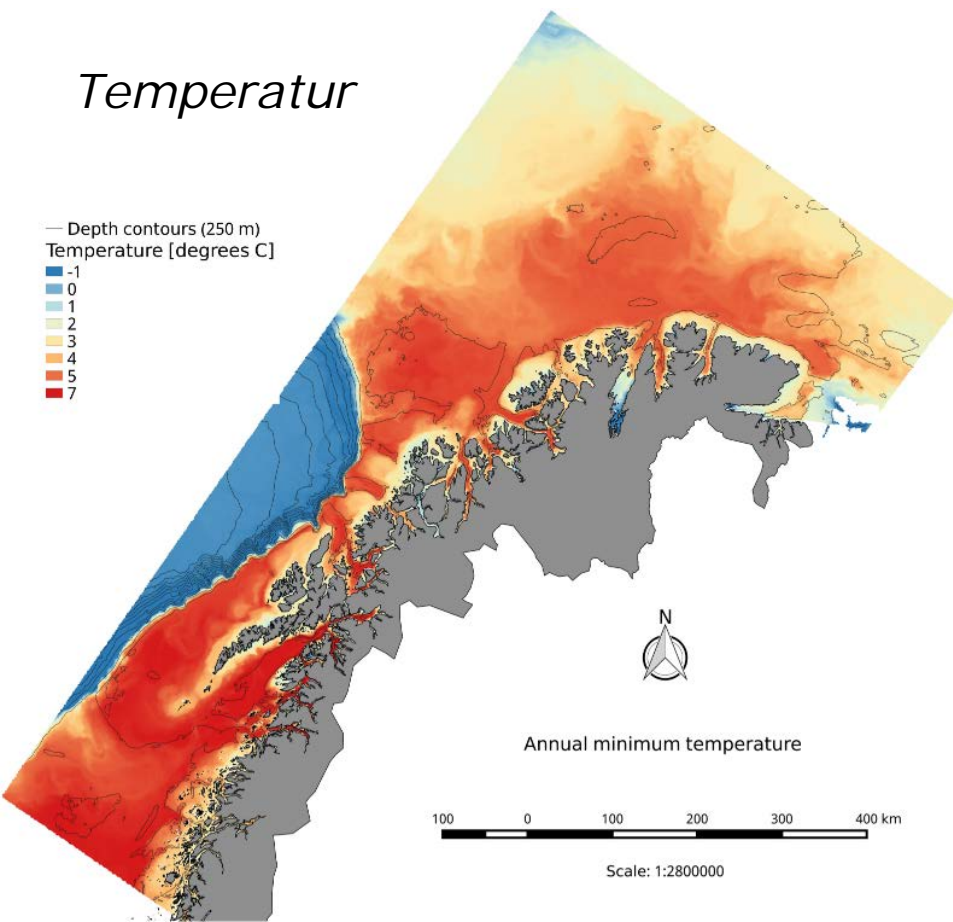 Temperatur
Depth contours (250 m)
Temperature [degrees C]
-1
0
1
2
3
4
5
7
N
Annual minimum temperature
100 0 100 200 300 400 km
Scale: 1:2800000